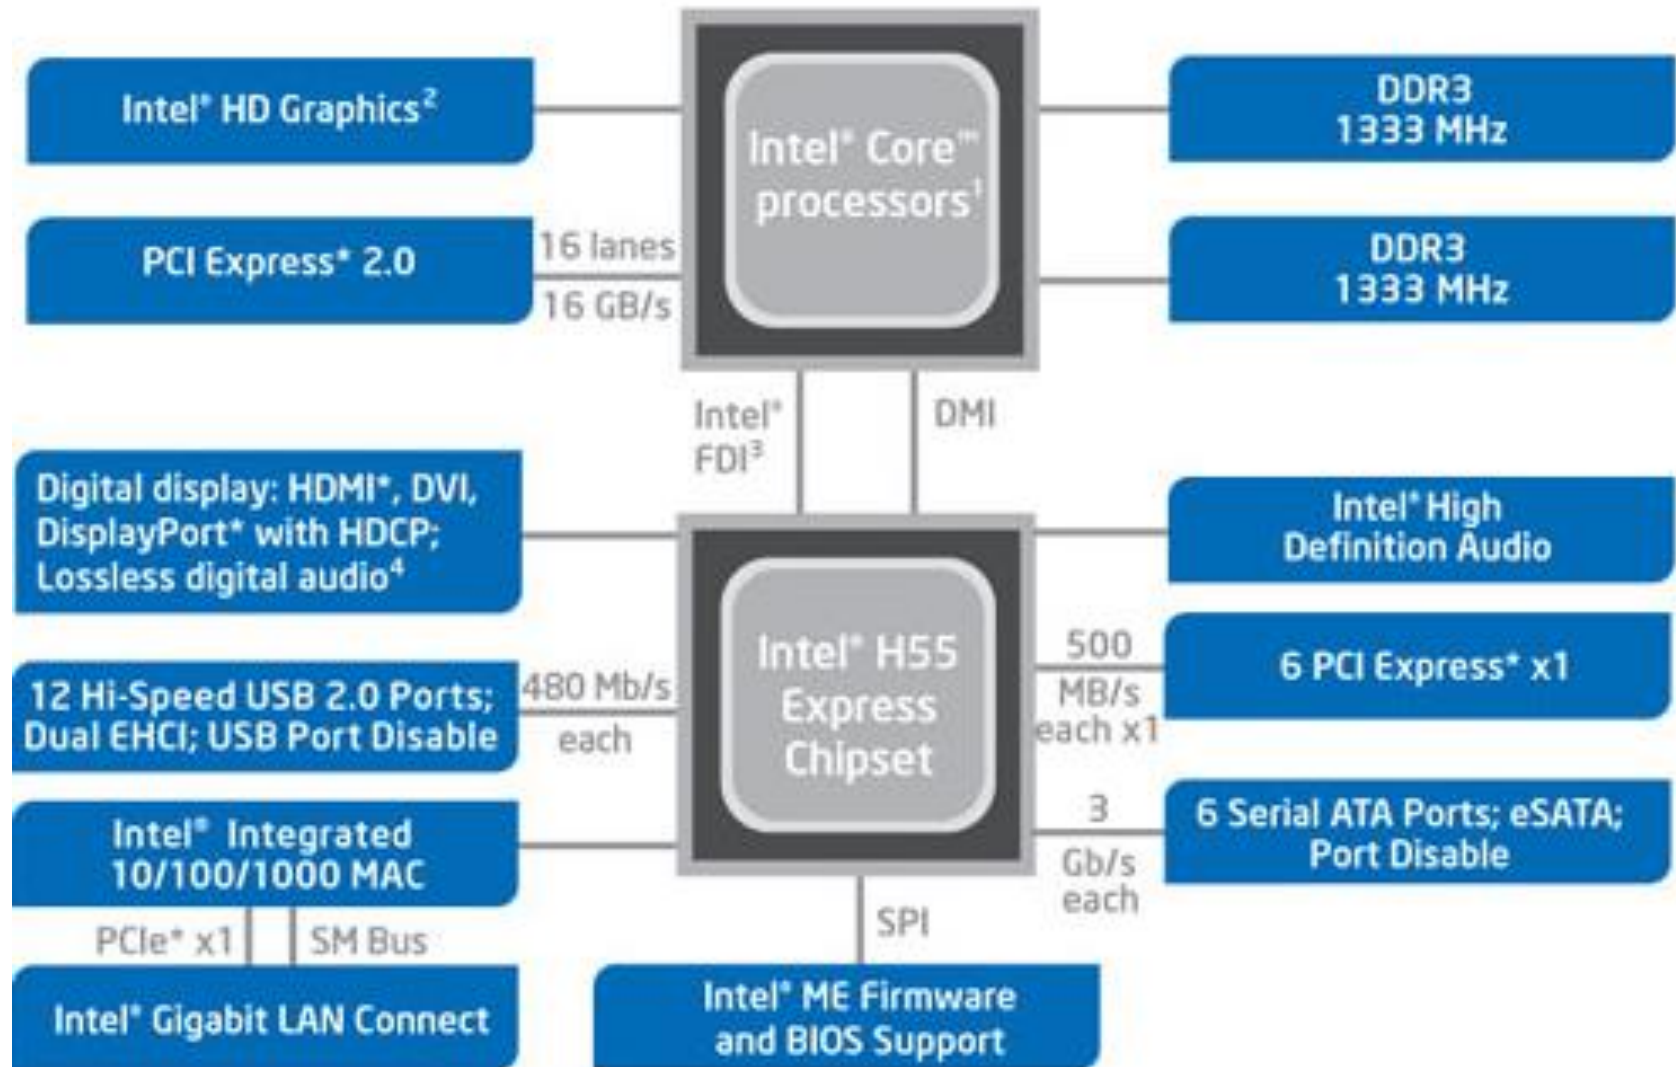 Intel® HD Graphics²
Intel® Core™
processors¹
DDR3
1333 MHz
PCI Express* 2.0
16 lanes
16 GB/s
DDR3
1333 MHz
Intel®
FDI³
DMI
Digital display: HDMI*, DVI,
DisplayPort* with HDCP;
Lossless digital audio⁴
Intel® High
Definition Audio
Intel® H55
Express
Chipset
12 Hi-Speed USB 2.0 Ports;
Dual EHCI; USB Port Disable
480 Mb/s
each
500
MB/s
each x1
6 PCI Express* x1
Intel® Integrated
10/100/1000 MAC
3
Gb/s
each
6 Serial ATA Ports; eSATA;
Port Disable
PCIe* x1
SM Bus
SPI
Intel® Gigabit LAN Connect
Intel® ME Firmware
and BIOS Support